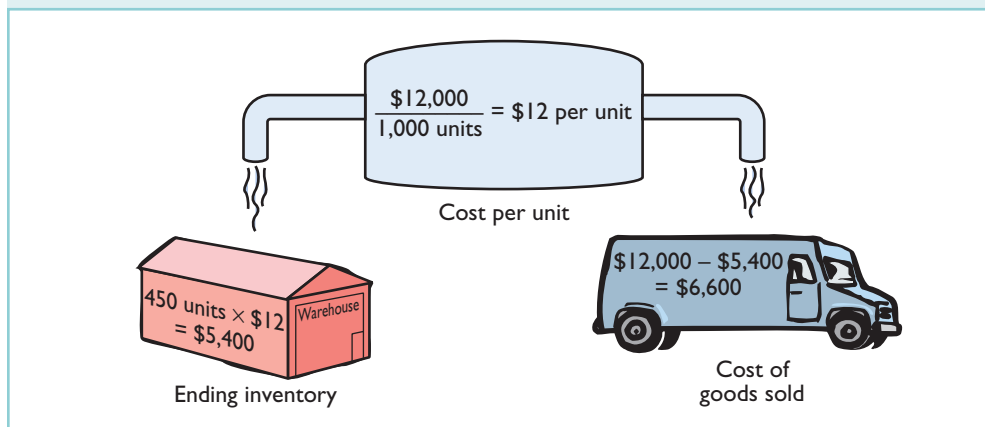 $12,000
1,000 units
= $12 per unit
Cost per unit
450 units × $12
= $5,400
Warehouse
Ending inventory
$12,000 – $5,400
= $6,600
Cost of
goods sold